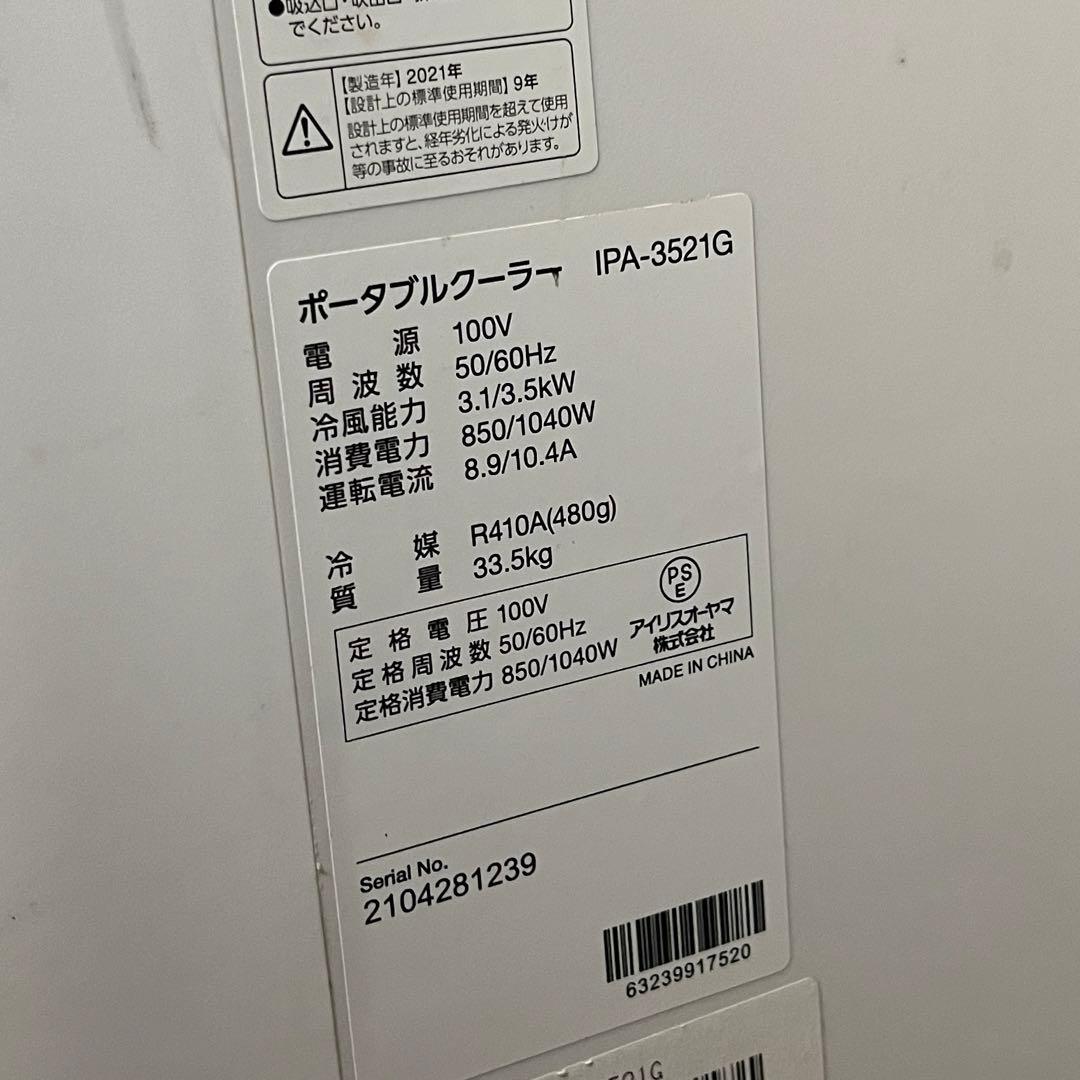 ●吸込口・吹出口
でください。
【製造年】2021年
【設計上の標準使用期間】9年
設計上の標準使用期間を超えて使用
されますと、経年劣化による発火・けが
等の事故に至るおそれがあります。
ポータブルクーラー IPA-3521G
電源 100V
周波数 50/60Hz
冷風能力 3.1/3.5kW
消費電力 850/1040W
運転電流 8.9/10.4A
冷媒 R410A(480g)
質量 33.5kg
定格電圧 100V
定格周波数 50/60Hz
定格消費電力 850/1040W
PS
E
アイリスオーヤマ
株式会社
MADE IN CHINA
Serial No.
2104281239
63239917520
521G